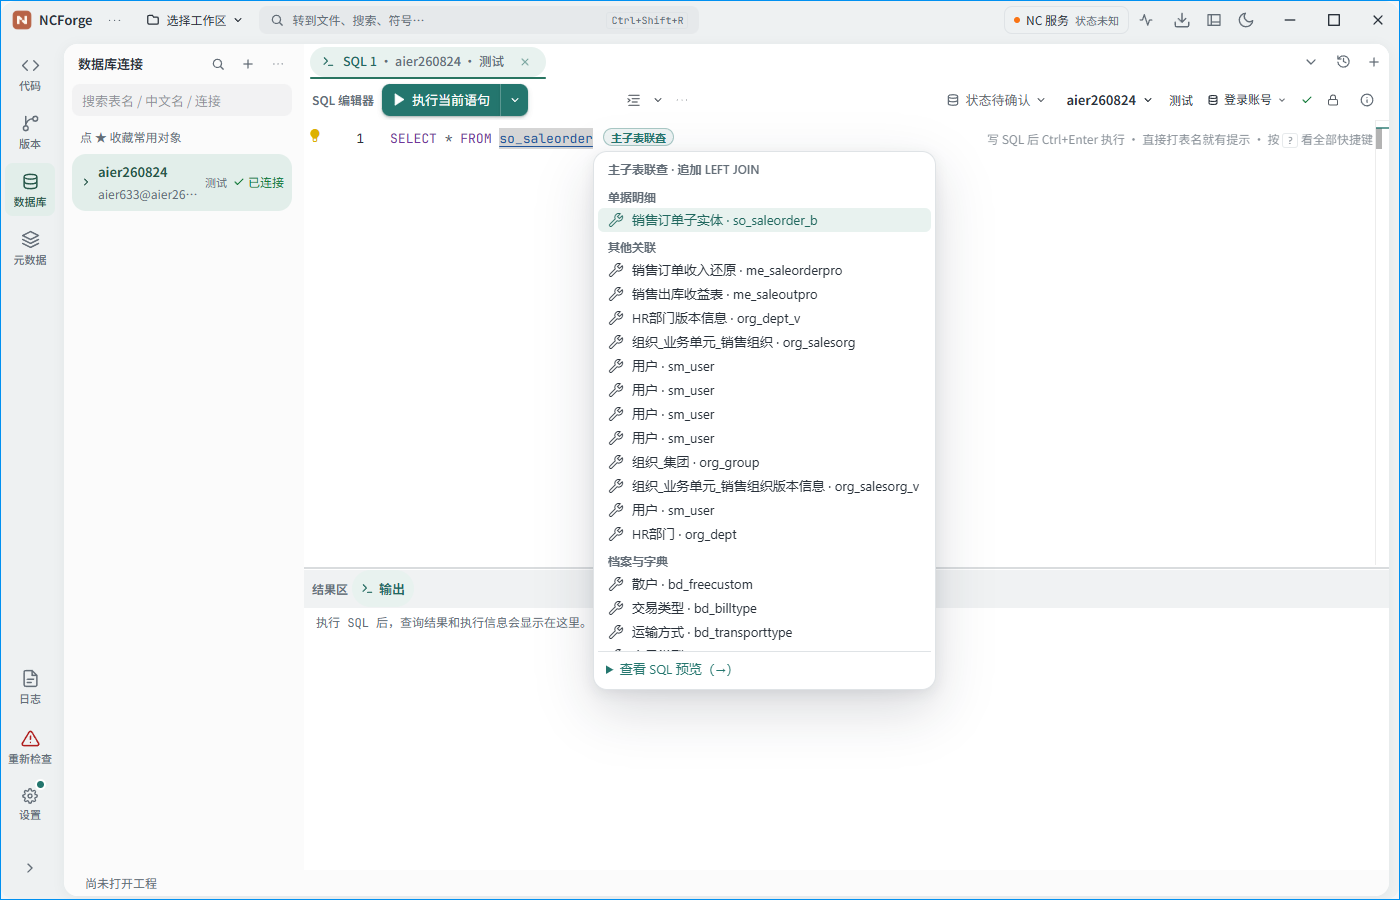 NCForge ··· 选择工作区 转到文件、搜索、符号··· Ctrl+Shift+R NC 服务 状态未知
代码
版本
数据库
元数据
日志
重新检查
设置
数据库连接 ···
搜索表名 / 中文名 / 连接
点 ★ 收藏常用对象
aier260824
aier633@aier26···
测试 ✓ 已连接
尚未打开工程
SQL 1 • aier260824 • 测试 ×
SQL 编辑器 执行当前语句 ··· 状态待确认 aier260824 测试 登录账号
1 SELECT * FROM so_saleorder 主子表联查 写 SQL 后 Ctrl+Enter 执行 • 直接打表名就有提示 • 按 ? 看全部快捷键
主子表联查 · 追加 LEFT JOIN
单据明细
销售订单子实体 · so_saleorder_b
其他关联
销售订单收入还原 · me_saleorderpro
销售出库收益表 · me_saleoutpro
HR部门版本信息 · org_dept_v
组织_业务单元_销售组织 · org_salesorg
用户 · sm_user
用户 · sm_user
用户 · sm_user
用户 · sm_user
组织_集团 · org_group
组织_业务单元_销售组织版本信息 · org_salesorg_v
用户 · sm_user
HR部门 · org_dept
档案与字典
散户 · bd_freecustom
交易类型 · bd_billtype
运输方式 · bd_transporttype
查看 SQL 预览（→）
结果区 输出
执行 SQL 后，查询结果和执行信息会显示在这里。